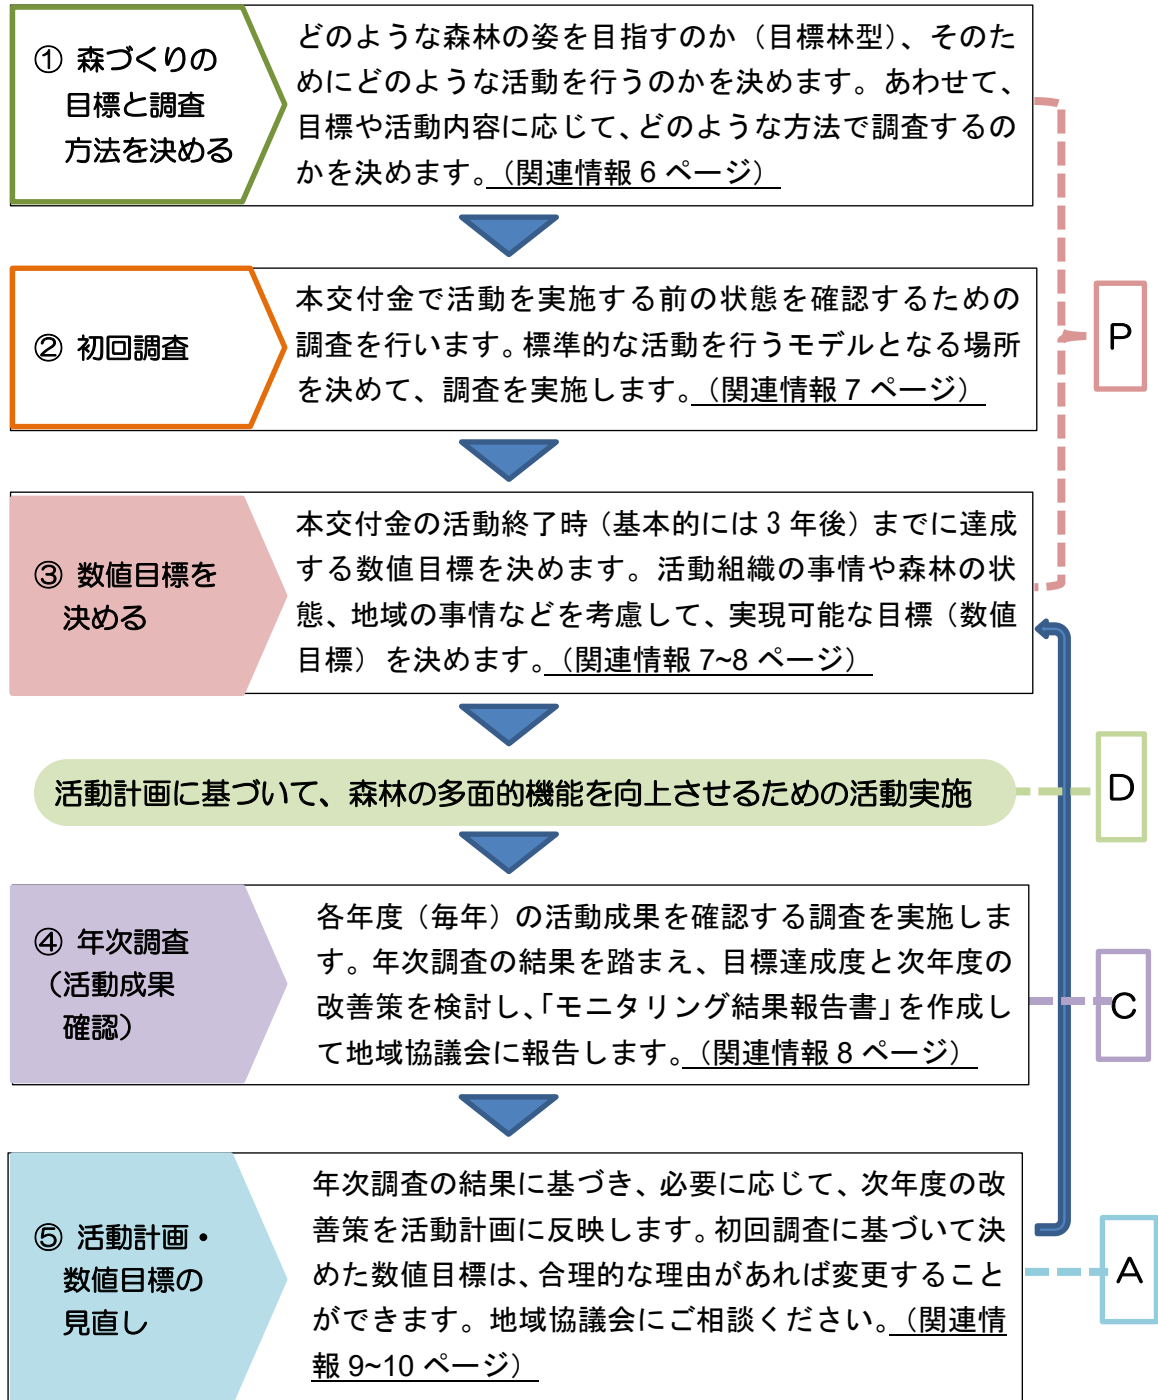 ① 森づくりの
目標と調査
方法を決める
どのような森林の姿を目指すのか（目標林型）、そのた
めにどのような活動を行うのかを決めます。あわせて、
目標や活動内容に応じて、どのような方法で調査するの
かを決めます。（関連情報 6 ページ）
② 初回調査
本交付金で活動を実施する前の状態を確認するための
調査を行います。標準的な活動を行うモデルとなる場所
を決めて、調査を実施します。（関連情報 7 ページ）
P
③ 数値目標を
決める
本交付金の活動終了時（基本的には 3 年後）までに達成
する数値目標を決めます。活動組織の事情や森林の状
態、地域の事情などを考慮して、実現可能な目標（数値
目標）を決めます。（関連情報 7~8 ページ）
活動計画に基づいて、森林の多面的機能を向上させるための活動実施
D
④ 年次調査
（活動成果
確認）
各年度（毎年）の活動成果を確認する調査を実施しま
す。年次調査の結果を踏まえ、目標達成度と次年度の
改善策を検討し、「モニタリング結果報告書」を作成し
て地域協議会に報告します。（関連情報 8 ページ）
C
⑤ 活動計画・
数値目標の
見直し
年次調査の結果に基づき、必要に応じて、次年度の改
善策を活動計画に反映します。初回調査に基づいて決
めた数値目標は、合理的な理由があれば変更すること
ができます。地域協議会にご相談ください。（関連情
報 9~10 ページ）
A